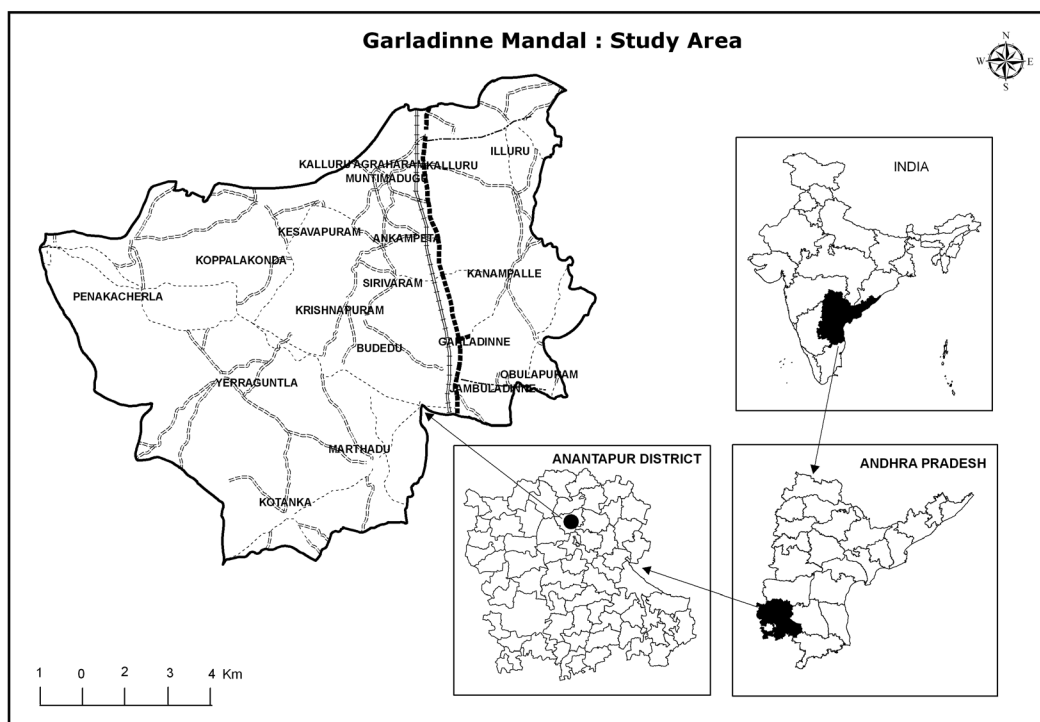 Garladinne Mandal : Study Area
N
W E
S
ILLURU
KALLURU AGRAHARAM KALLURU
MUNTIMADUGU
KESAVAPURAM
ANKAMPETA
KOPPALAKONDA
KANAMPALLE
SIRIVARAM
PENAKACHERLA
KRISHNAPURAM
GARLADINNE
BUDEDU
OBULAPURAM
YERRAGUNTLA
JAMBULADINNE
MARTHADU
KOTANKA
INDIA
ANANTAPUR DISTRICT
ANDHRA PRADESH
1 0 1 2 3 4 Km